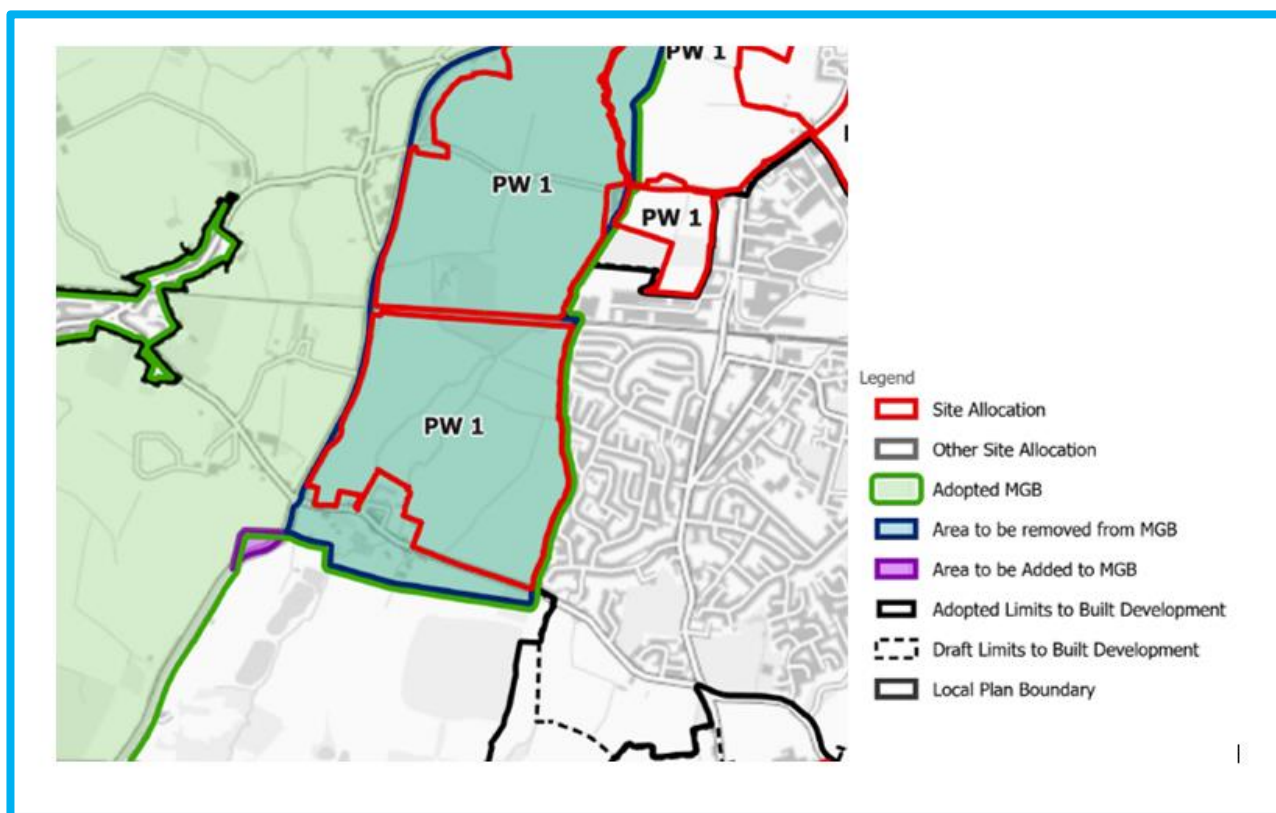 PW 1
PW 1
PW 1
PW 1
Legend
Site Allocation
Other Site Allocation
Adopted MGB
Area to be removed from MGB
Area to be Added to MGB
Adopted Limits to Built Development
Draft Limits to Built Development
Local Plan Boundary